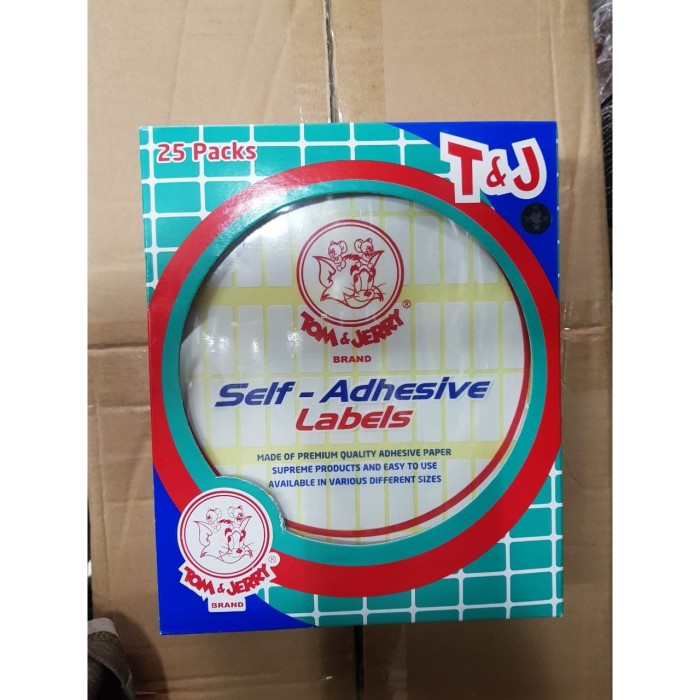 25 Packs
T&J
TOM & JERRY ®
BRAND
Self - Adhesive
Labels
MADE OF PREMIUM QUALITY ADHESIVE PAPER
SUPREME PRODUCTS AND EASY TO USE
AVAILABLE IN VARIOUS DIFFERENT SIZES
TOM & JERRY ®
BRAND